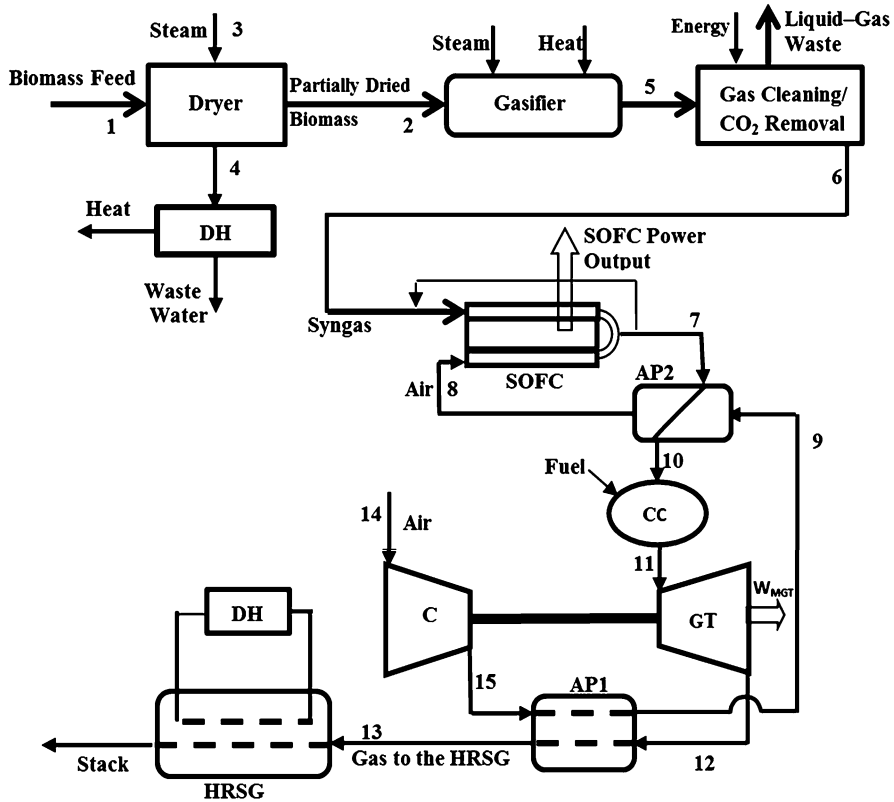 Steam 3
Biomass Feed
1
Dryer
Partially Dried
Biomass
2
Steam
Heat
Gasifier
5
Energy
Liquid–Gas
Waste
Gas Cleaning/
CO₂ Removal
4
6
Heat
DH
Waste
Water
SOFC Power
Output
Syngas
7
SOFC
Air 8
AP2
9
10
Fuel
CC
14 Air
11
C
GT
W_MGT
DH
15
AP1
13
Gas to the HRSG
12
Stack
HRSG